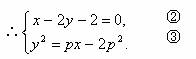 ∴{ x-2y-2=0, ②
y²=px-2p². ③